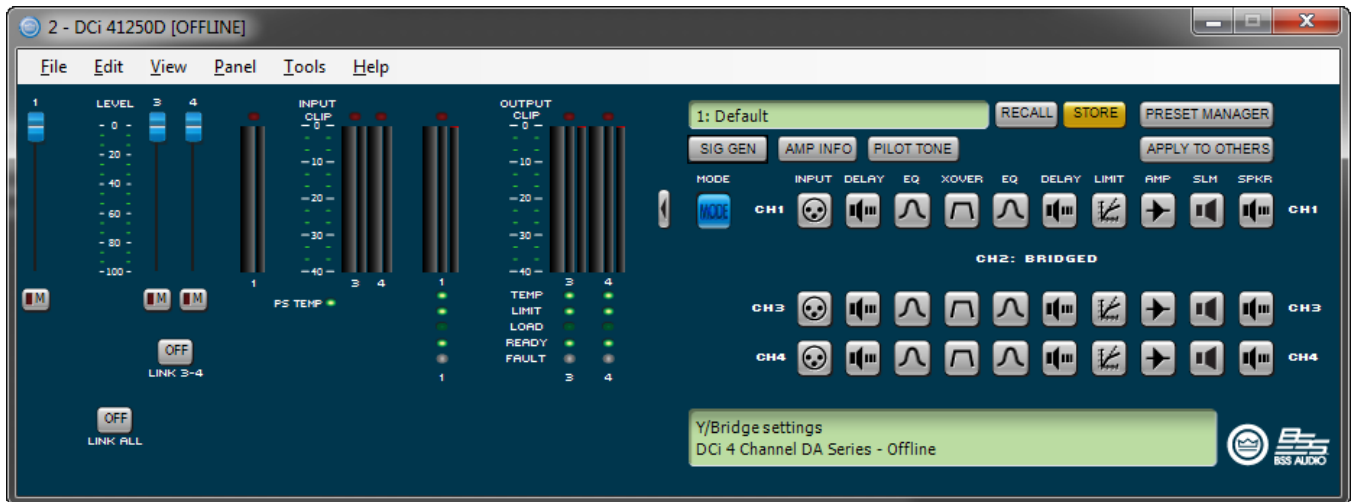 2 - DCi 41250D [OFFLINE]
File Edit View Panel Tools Help
1 LEVEL 3 4
- 0 -
- 20 -
- 40 -
- 60 -
- 80 -
-100-
M M M
OFF
LINK 3-4
OFF
LINK ALL
INPUT
CLIP
-0-
-10-
-20-
-30-
-40-
1 3 4
PS TEMP
OUTPUT
CLIP
-0-
-10-
-20-
-30-
-40-
1 3 4
TEMP
LIMIT
LOAD
READY
FAULT
1 3 4
1: Default RECALL STORE PRESET MANAGER
SIG GEN AMP INFO PILOT TONE APPLY TO OTHERS
MODE INPUT DELAY EQ XOVER EQ DELAY LIMIT AMP SLM SPKR
MODE CH1 CH1
CH2: BRIDGED
CH3 CH3
CH4 CH4
Y/Bridge settings
DCi 4 Channel DA Series - Offline
BSS
BSS AUDIO